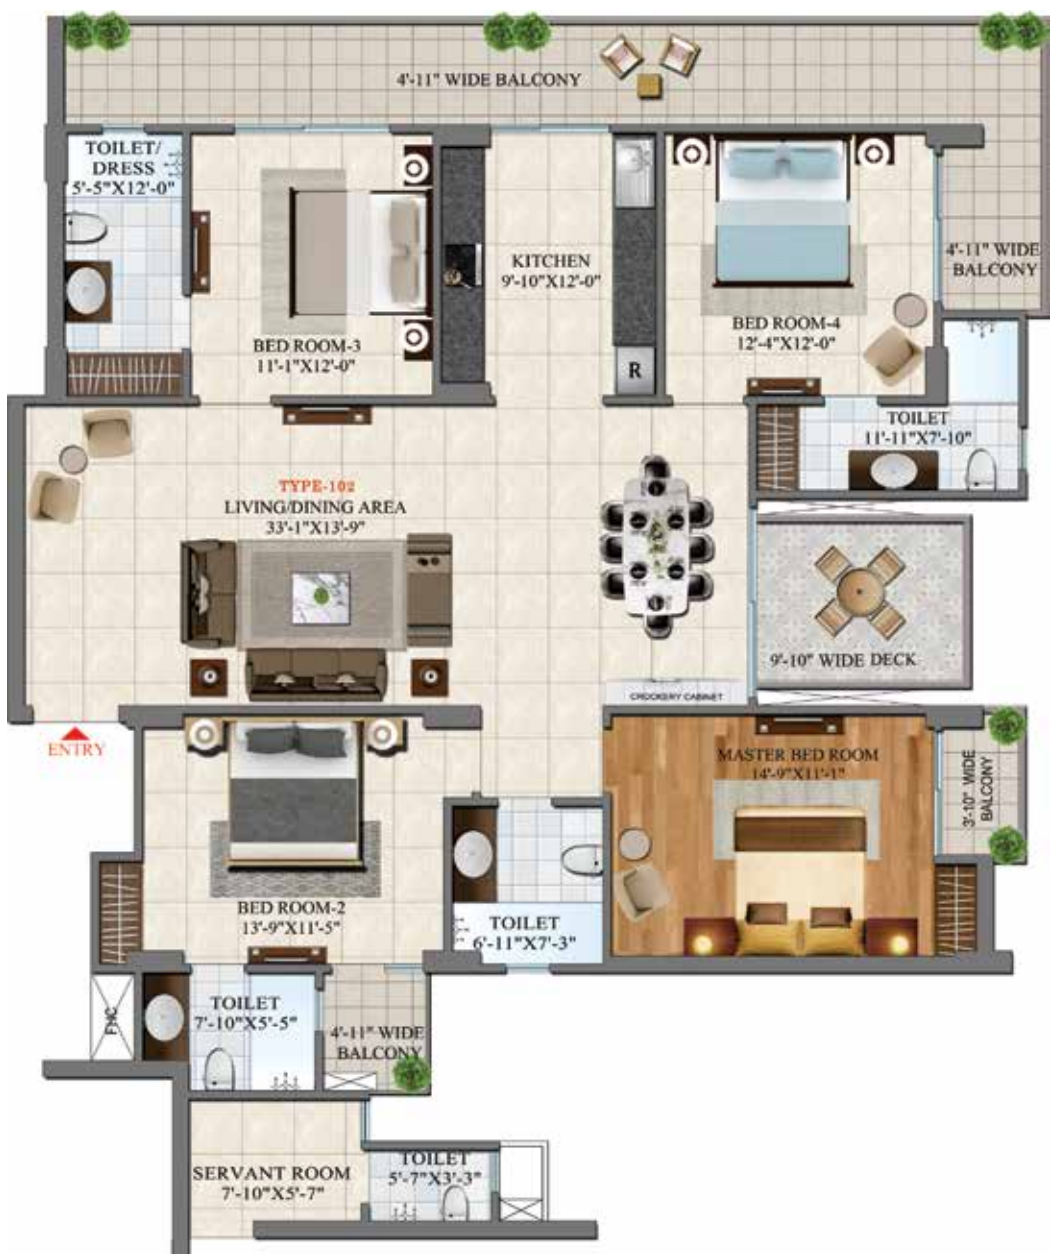 4'-11" WIDE BALCONY
TOILET/
DRESS
5'-5"X12'-0"
KITCHEN
9'-10"X12'-0"
4'-11" WIDE
BALCONY
BED ROOM-3
11'-1"X12'-0"
BED ROOM-4
12'-4"X12'-0"
R
TOILET
11'-11"X7'-10"
TYPE-102
LIVING/DINING AREA
33'-1"X13'-9"
9'-10" WIDE DECK
CROCKERY CABINET
ENTRY
MASTER BED ROOM
14'-9"X11'-1"
3'-10" WIDE
BALCONY
BED ROOM-2
13'-9"X11'-5"
TOILET
6'-11"X7'-3"
FHC
TOILET
7'-10"X5'-5"
4'-11" WIDE
BALCONY
SERVANT ROOM
7'-10"X5'-7"
TOILET
5'-7"X3'-3"